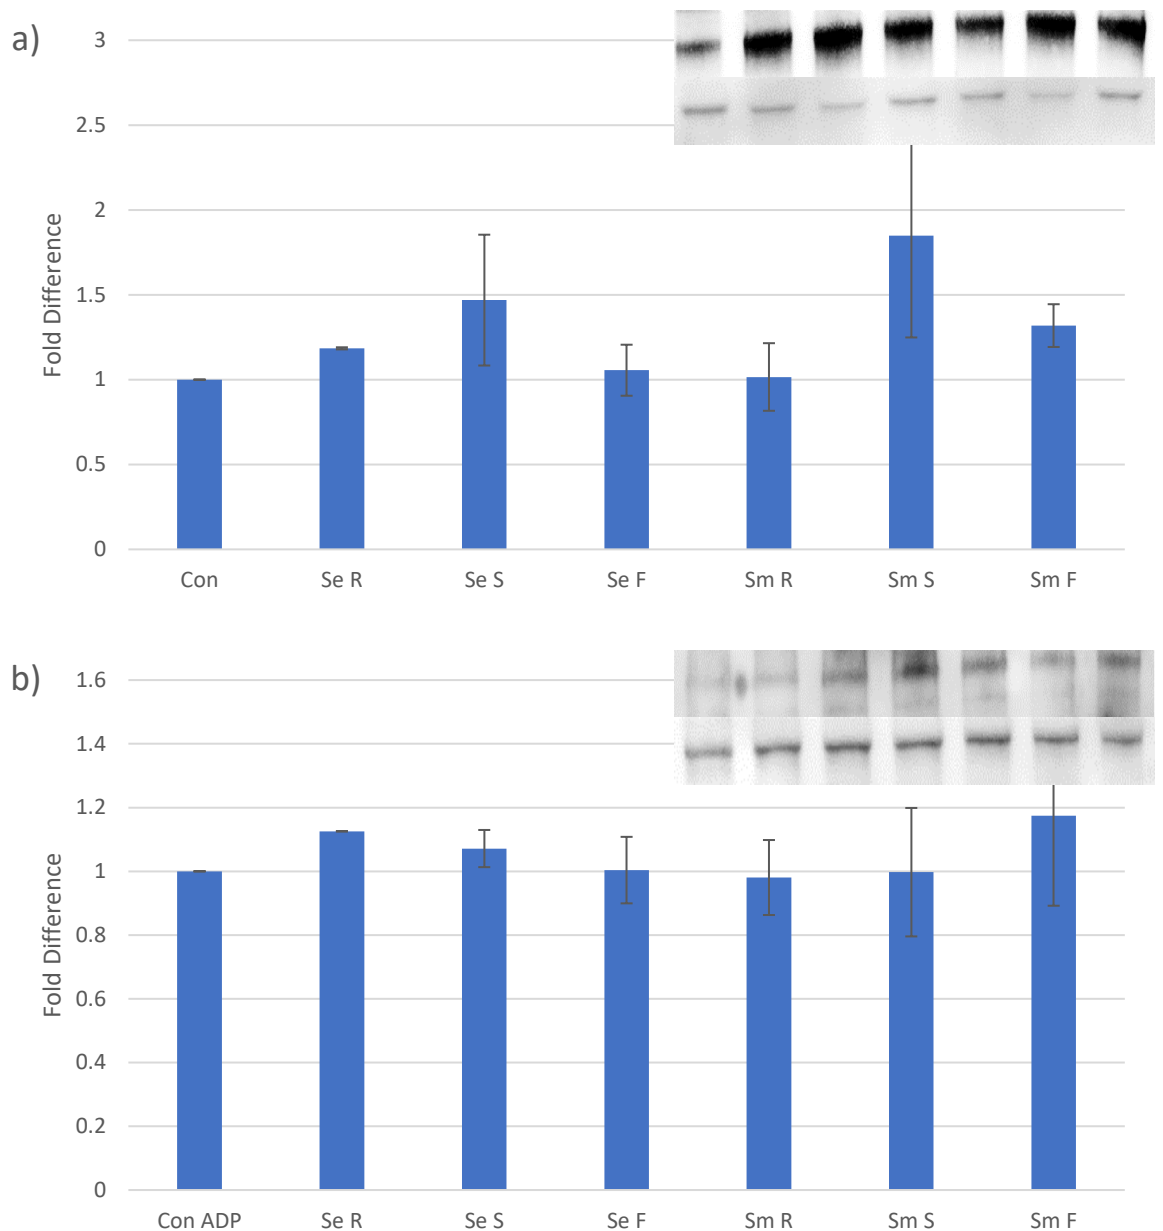 a)
3
2.5
2
1.5
1
0.5
0
Fold Difference
Con Se R Se S Se F Sm R Sm S Sm F
b)
1.6
1.4
1.2
1
0.8
0.6
0.4
0.2
0
Fold Difference
Con ADP Se R Se S Se F Sm R Sm S Sm F